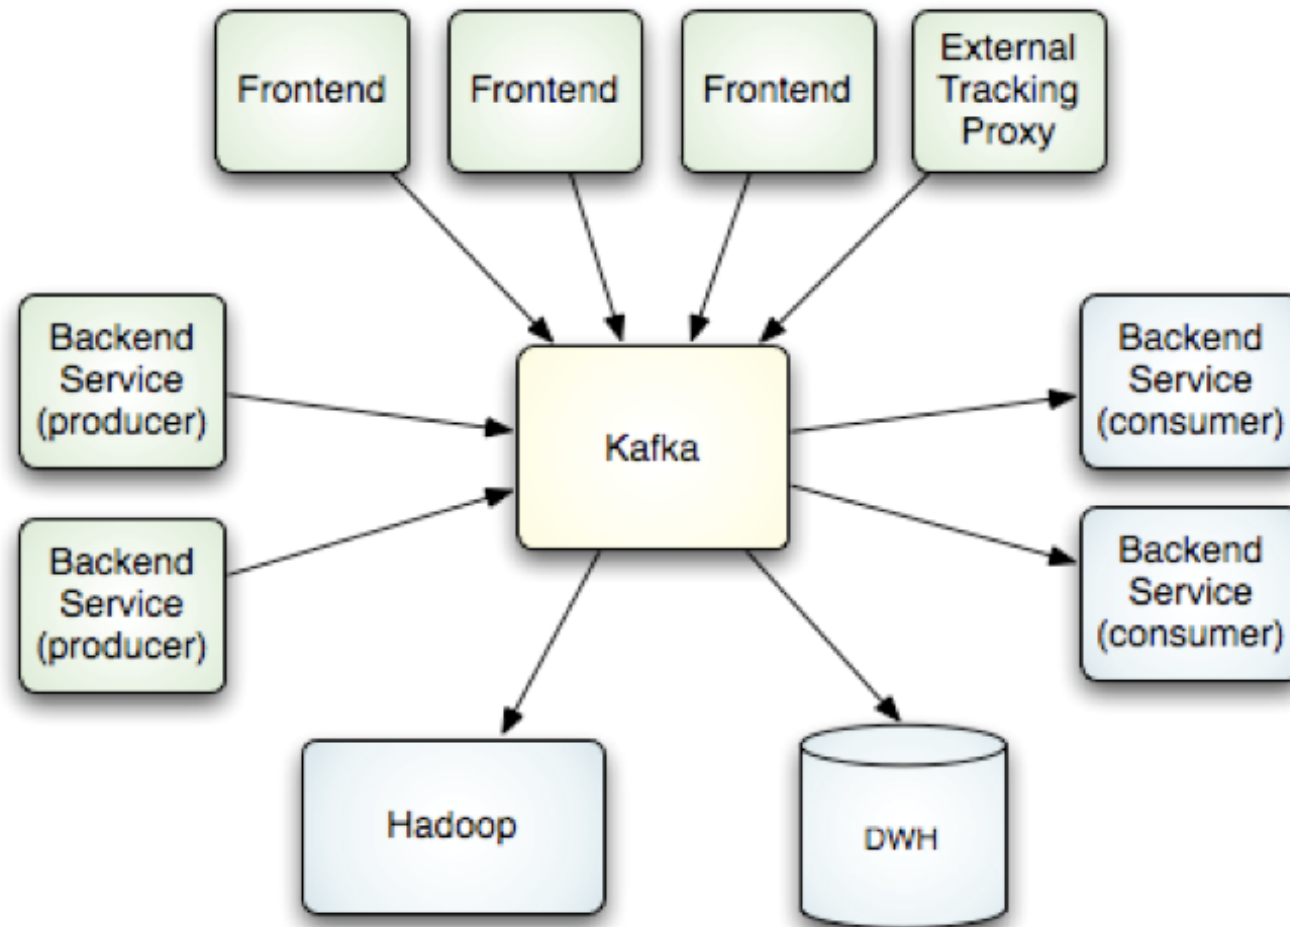 Frontend
Frontend
Frontend
External
Tracking
Proxy
Backend
Service
(producer)
Kafka
Backend
Service
(consumer)
Backend
Service
(producer)
Backend
Service
(consumer)
Hadoop
DWH